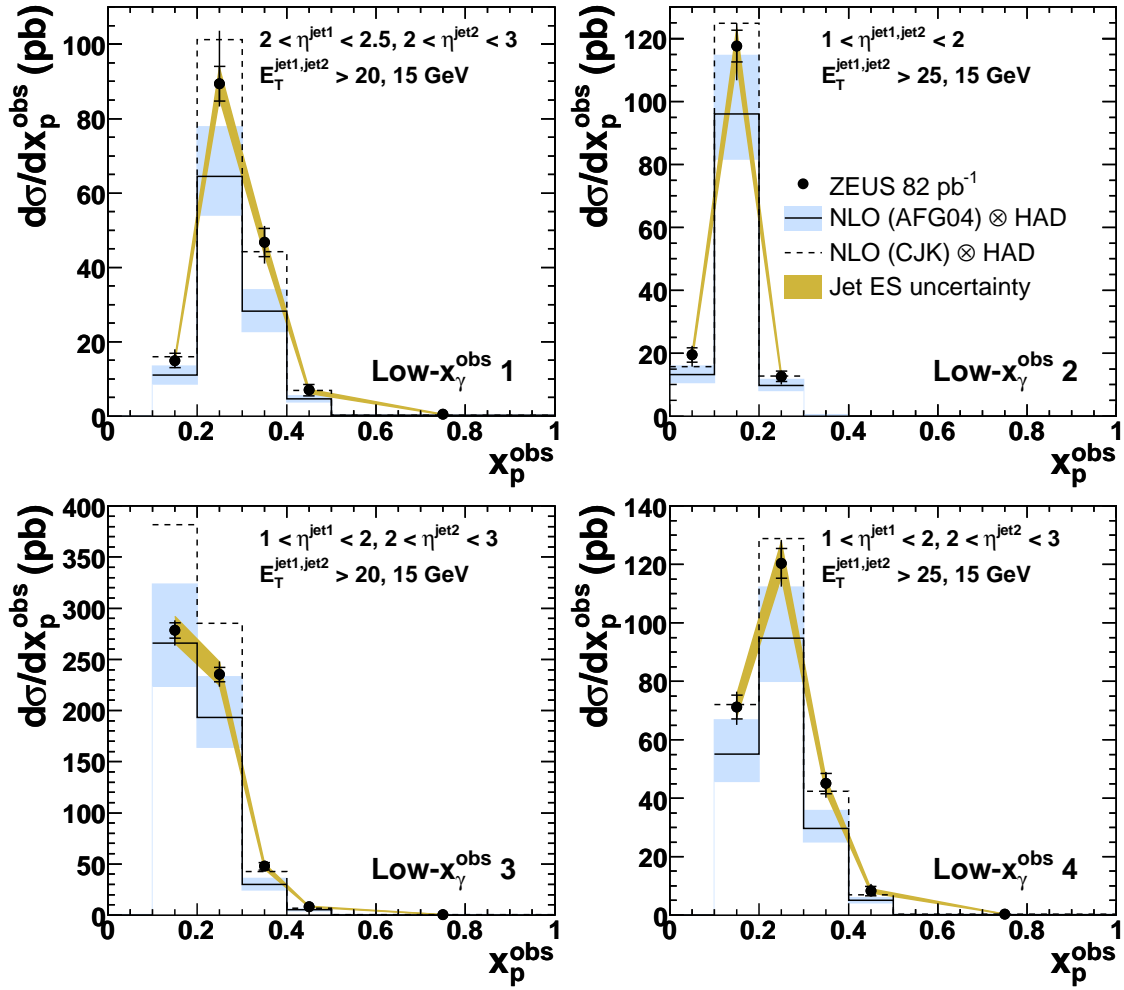 dσ/dx_p^obs (pb)
100
80
60
40
20
0
2 < η^jet1 < 2.5, 2 < η^jet2 < 3
E_T^jet1,jet2 > 20, 15 GeV
Low-x_γ^obs 1
0 0.2 0.4 0.6 0.8 1
x_p^obs
dσ/dx_p^obs (pb)
120
100
80
60
40
20
0
1 < η^jet1,jet2 < 2
E_T^jet1,jet2 > 25, 15 GeV
ZEUS 82 pb^-1
NLO (AFG04) ⊗ HAD
NLO (CJK) ⊗ HAD
Jet ES uncertainty
Low-x_γ^obs 2
0 0.2 0.4 0.6 0.8 1
x_p^obs
dσ/dx_p^obs (pb)
400
350
300
250
200
150
100
50
0
1 < η^jet1 < 2, 2 < η^jet2 < 3
E_T^jet1,jet2 > 20, 15 GeV
Low-x_γ^obs 3
0 0.2 0.4 0.6 0.8 1
x_p^obs
dσ/dx_p^obs (pb)
140
120
100
80
60
40
20
0
1 < η^jet1 < 2, 2 < η^jet2 < 3
E_T^jet1,jet2 > 25, 15 GeV
Low-x_γ^obs 4
0 0.2 0.4 0.6 0.8 1
x_p^obs